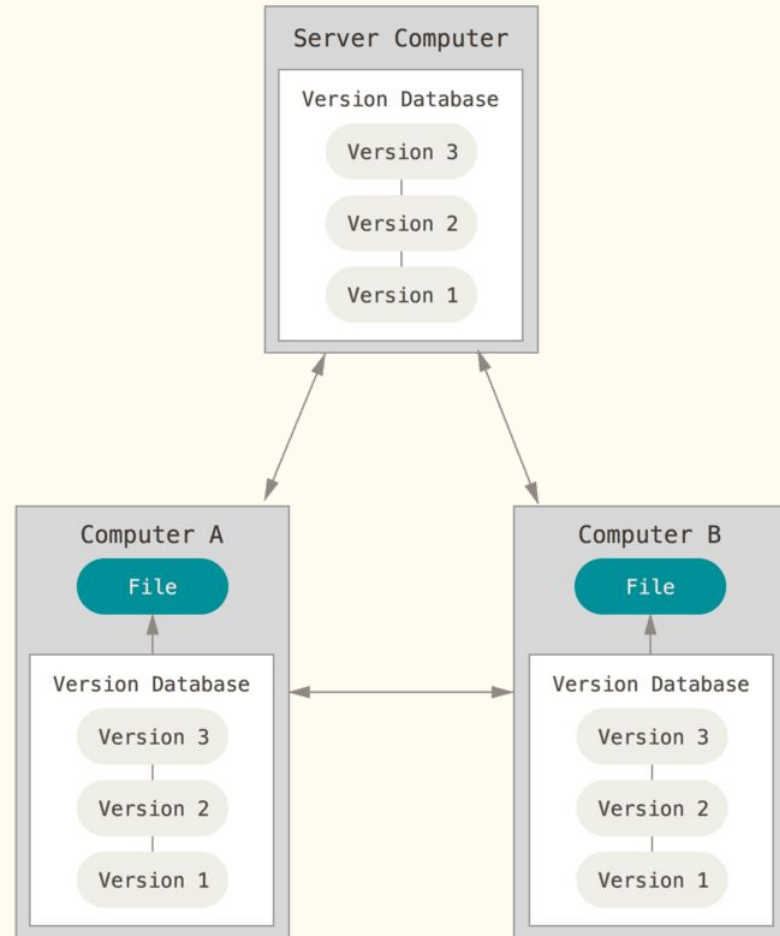 Server Computer
Version Database
Version 3
Version 2
Version 1
Computer A
File
Version Database
Version 3
Version 2
Version 1
Computer B
File
Version Database
Version 3
Version 2
Version 1